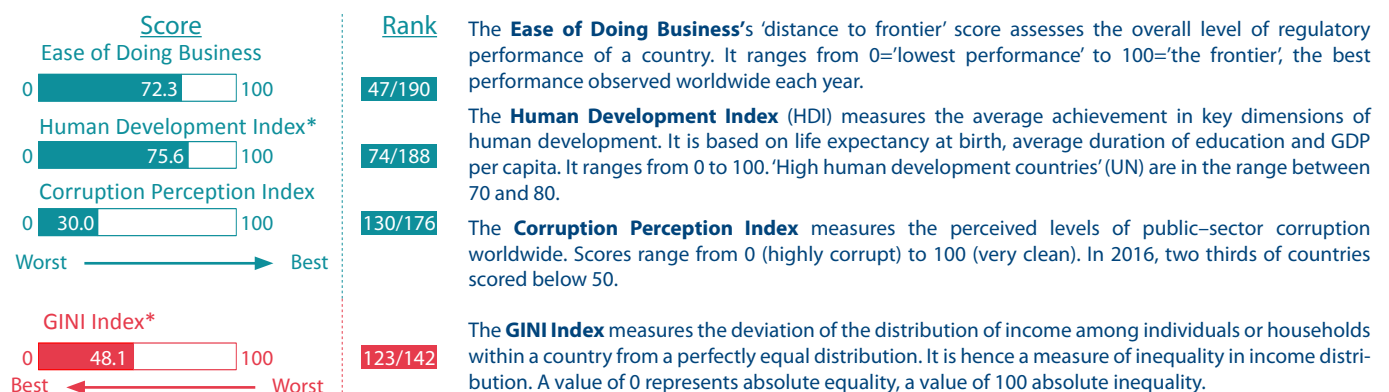 Score
Rank
Ease of Doing Business
0 72.3 100
47/190
Human Development Index*
0 75.6 100
74/188
Corruption Perception Index
0 30.0 100
130/176
Worst Best
GINI Index*
0 48.1 100
123/142
Best Worst
The Ease of Doing Business's 'distance to frontier' score assesses the overall level of regulatory
performance of a country. It ranges from 0='lowest performance' to 100='the frontier', the best
performance observed worldwide each year.
The Human Development Index (HDI) measures the average achievement in key dimensions of
human development. It is based on life expectancy at birth, average duration of education and GDP
per capita. It ranges from 0 to 100. 'High human development countries' (UN) are in the range between
70 and 80.
The Corruption Perception Index measures the perceived levels of public–sector corruption
worldwide. Scores range from 0 (highly corrupt) to 100 (very clean). In 2016, two thirds of countries
scored below 50.
The GINI Index measures the deviation of the distribution of income among individuals or households
within a country from a perfectly equal distribution. It is hence a measure of inequality in income distri-
bution. A value of 0 represents absolute equality, a value of 100 absolute inequality.